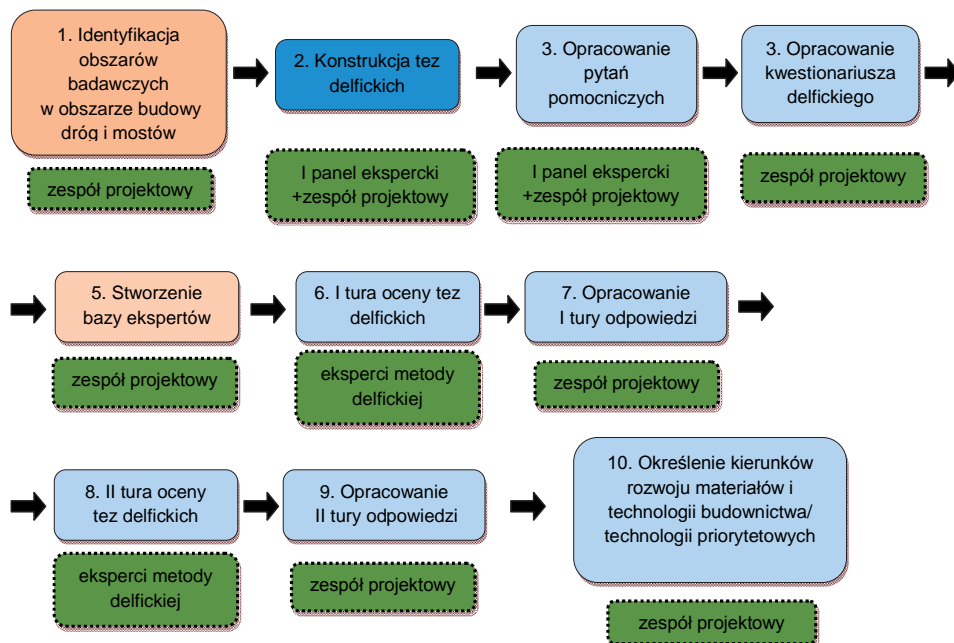 1. Identyfikacja
obszarów
badawczych
w obszarze budowy
dróg i mostów
zespół projektowy
2. Konstrukcja tez
delfickich
I panel ekspercki
+zespół projektowy
3. Opracowanie
pytań
pomocniczych
I panel ekspercki
+zespół projektowy
3. Opracowanie
kwestionariusza
delfickiego
zespół projektowy
5. Stworzenie
bazy ekspertów
zespół projektowy
6. I tura oceny tez
delfickich
eksperci metody
delfickiej
7. Opracowanie
I tury odpowiedzi
zespół projektowy
8. II tura oceny
tez delfickich
eksperci metody
delfickiej
9. Opracowanie
II tury odpowiedzi
zespół projektowy
10. Określenie kierunków
rozwoju materiałów i
technologii budownictwa/
technologii priorytetowych
zespół projektowy